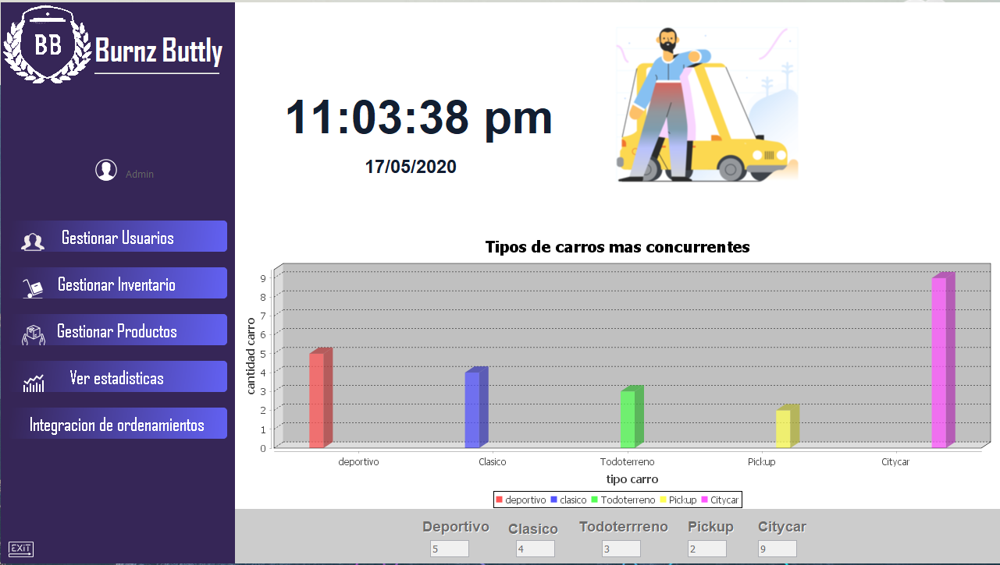 BB
Burnz Buttly
Admin
Gestionar Usuarios
Gestionar Inventario
Gestionar Productos
Ver estadisticas
Integracion de ordenamientos
EXIT
11:03:38 pm
17/05/2020
Tipos de carros mas concurrentes
cantidad carro
9
8
7
6
5
4
3
2
1
0
deportivo Clasico Todoterreno Pickup Citycar
tipo carro
deportivo clasico Todoterreno Pickup Citycar
Deportivo Clasico Todoterrreno Pickup Citycar
5 4 3 2 9